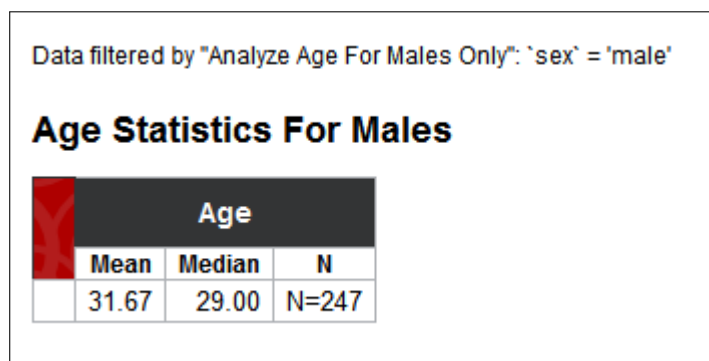 Data filtered by "Analyze Age For Males Only": `sex` = 'male'
Age Statistics For Males
Age
Mean Median N
31.67 29.00 N=247